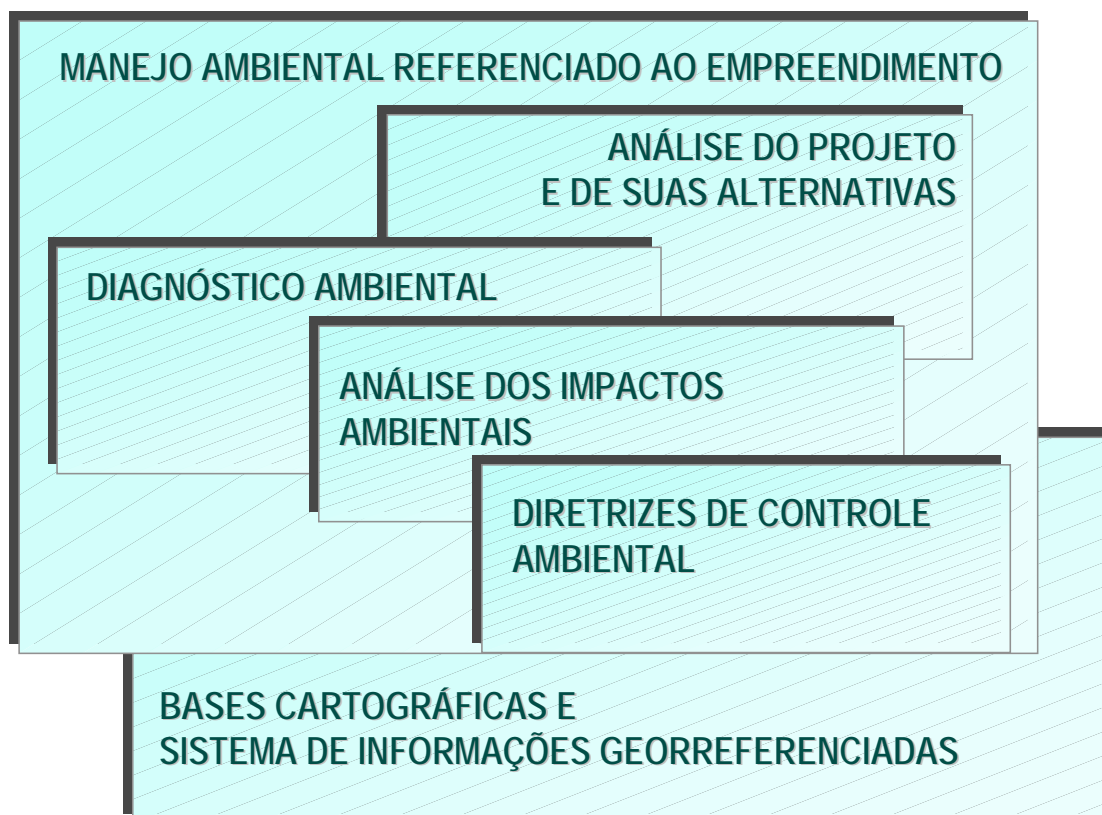 MANEJO AMBIENTAL REFERENCIADO AO EMPREENDIMENTO
ANÁLISE DO PROJETO
E DE SUAS ALTERNATIVAS
DIAGNÓSTICO AMBIENTAL
ANÁLISE DOS IMPACTOS
AMBIENTAIS
DIRETRIZES DE CONTROLE
AMBIENTAL
BASES CARTOGRÁFICAS E
SISTEMA DE INFORMAÇÕES GEORREFERENCIADAS